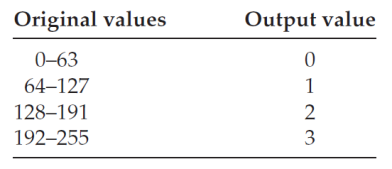 Original values Output value
0–63 0
64–127 1
128–191 2
192–255 3